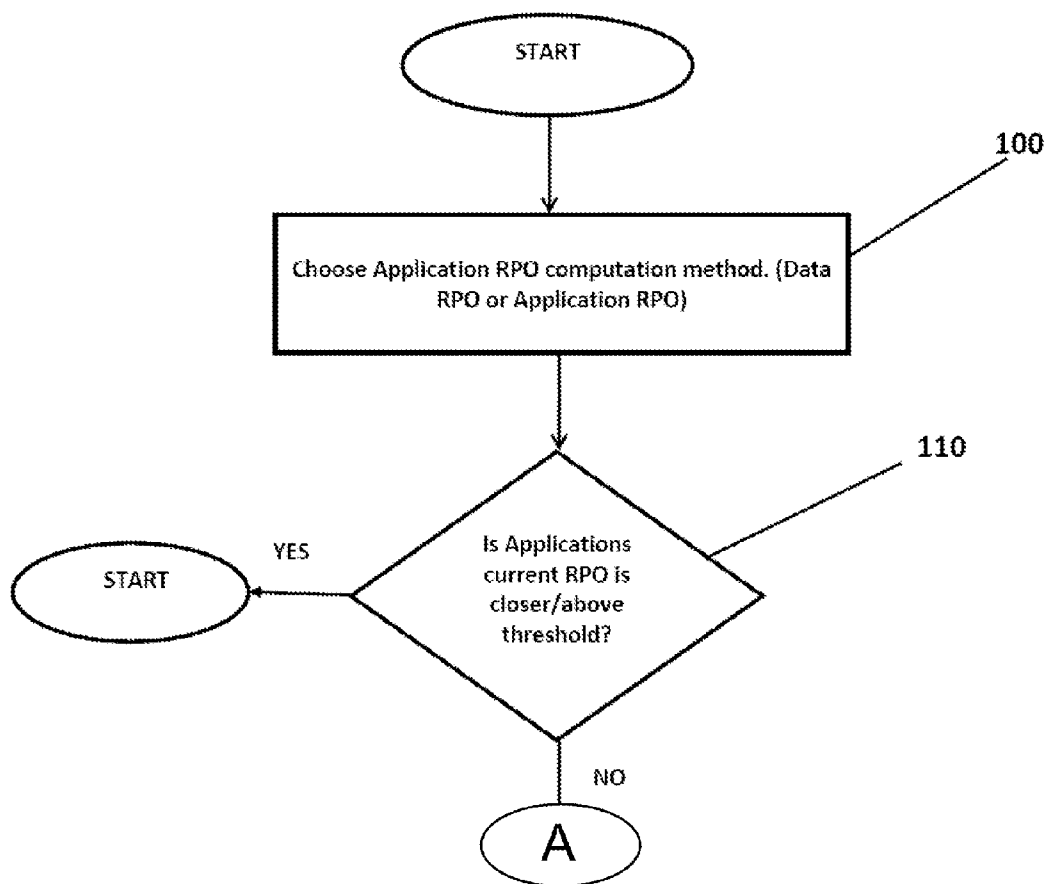 START
100
Choose Application RPO computation method. (Data
RPO or Application RPO)
110
Is Applications
current RPO is
closer/above
threshold?
YES
START
NO
A